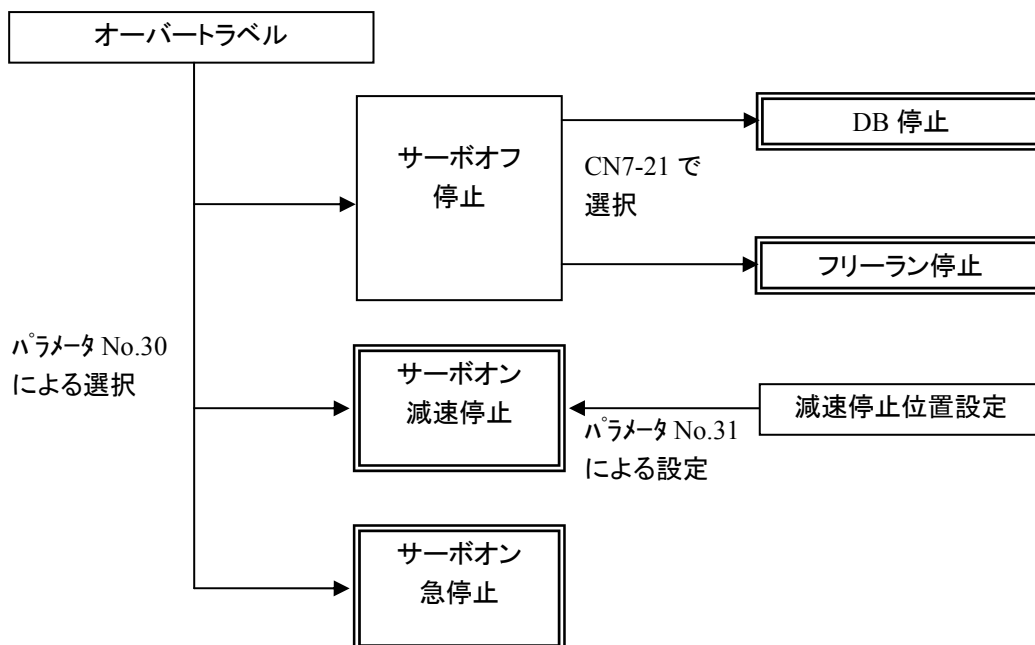 オーバートラベル
サーボオフ
停止
CN7-21 で
選択
DB 停止
フリーラン停止
ﾊﾟﾗﾒｰﾀ No.30
による選択
サーボオン
減速停止
ﾊﾟﾗﾒｰﾀ No.31
による設定
減速停止位置設定
サーボオン
急停止